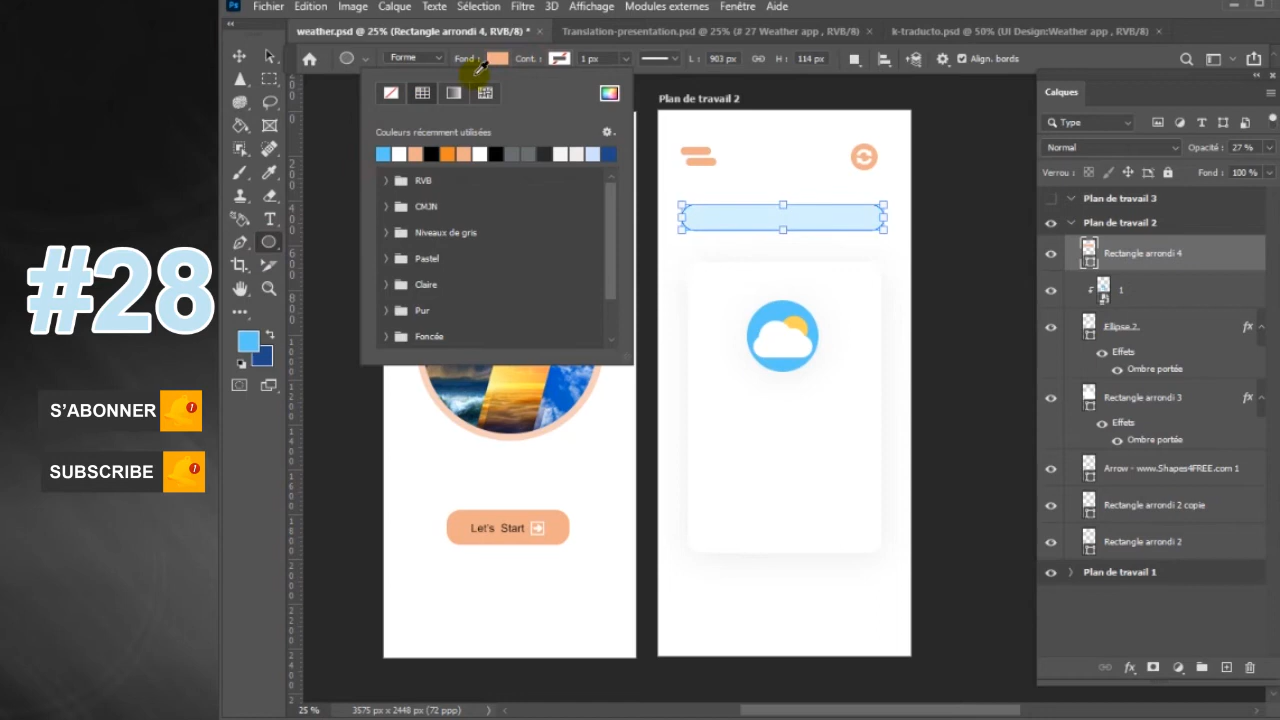 Fichier Edition Image Calque Texte Sélection Filtre 3D Affichage Modules externes Fenêtre Aide
weather.psd @ 25% (Rectangle arrondi 4, RVB/8) * ×
Translation-presentation.psd @ 25% (# 27 Weather app , RVB/8) ×
k-traducto.psd @ 50% (UI Design:Weather app , RVB/8) ×
Forme Fond : Cont. : 1 px L : 903 px H : 114 px Align. bords
Couleurs récemment utilisées
RVB
CMJN
Niveaux de gris
Pastel
Claire
Pur
Foncée
Plan de travail 2
Let's Start
#28
S'ABONNER
SUBSCRIBE
Calques
Type
Normal Opacité : 27 %
Verrou : Fond : 100 %
Plan de travail 3
Plan de travail 2
Rectangle arrondi 4
1
Ellipse 2
fx
Effets
Ombre portée
Rectangle arrondi 3
fx
Effets
Ombre portée
Arrow - www.Shapes4FREE.com 1
Rectangle arrondi 2 copie
Rectangle arrondi 2
Plan de travail 1
25 % 3575 px x 2448 px (72 ppp)